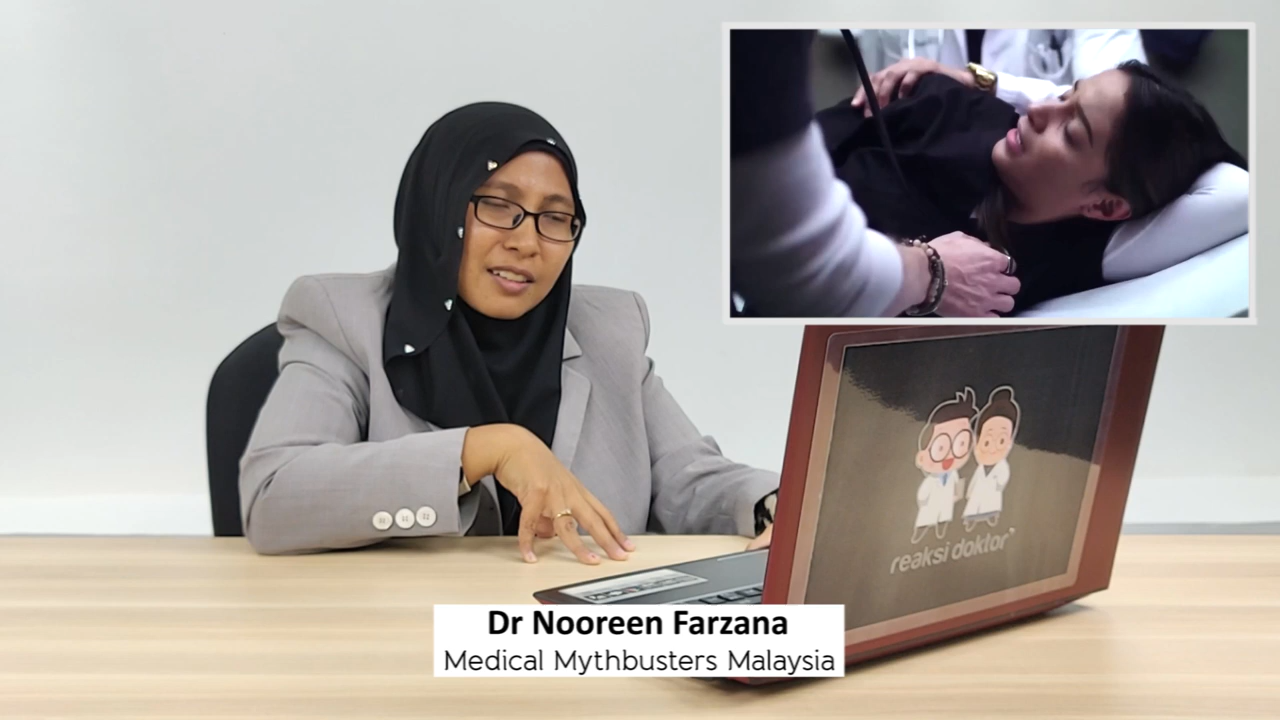 reaksi doktor
Dr Nooreen Farzana
Medical Mythbusters Malaysia